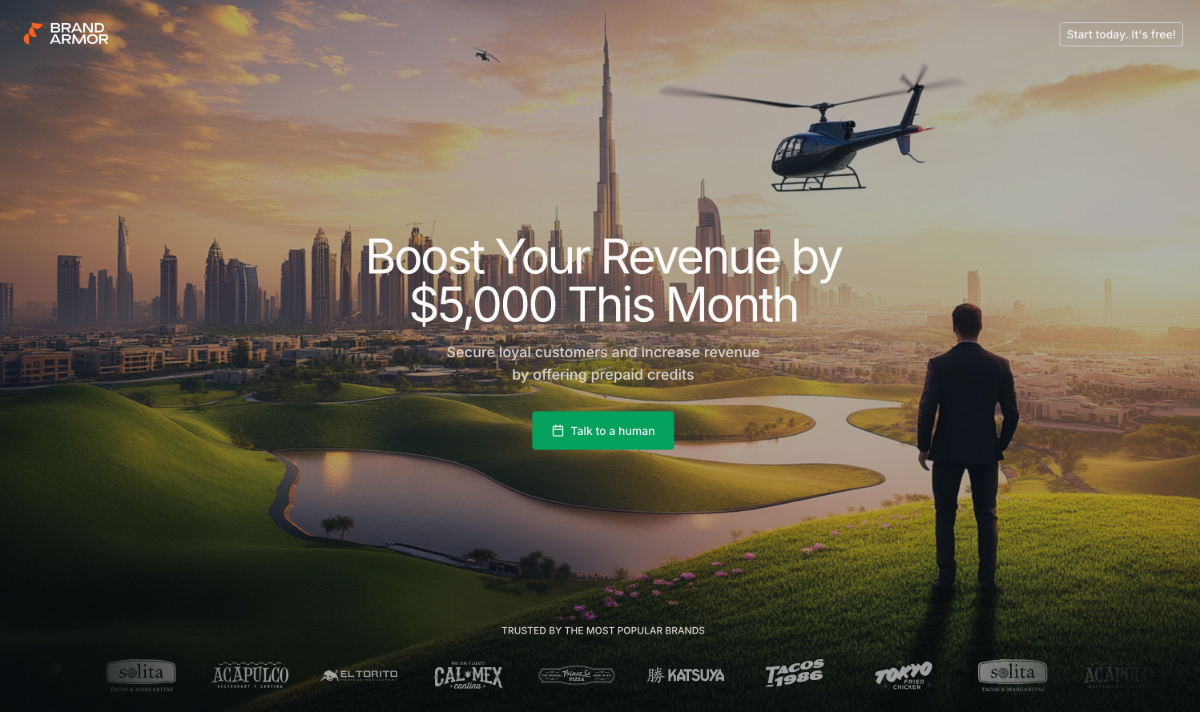 BRAND
ARMOR
Start today. It's free!
Boost Your Revenue by
$5,000 This Month
Secure loyal customers and increase revenue
by offering prepaid credits
Talk to a human
TRUSTED BY THE MOST POPULAR BRANDS
solita
TACOS & MARGARITAS
ACAPULCO
RESTAURANT Y CANTINA
EL TORITO
MEXICAN RESTAURANT
CAL MEX
cantina
Prince St.
PIZZA
勝 KATSUYA
TACOS
1986
TOKYO
FRIED
CHICKEN
solita
TACOS & MARGARITAS
ACAPULCO